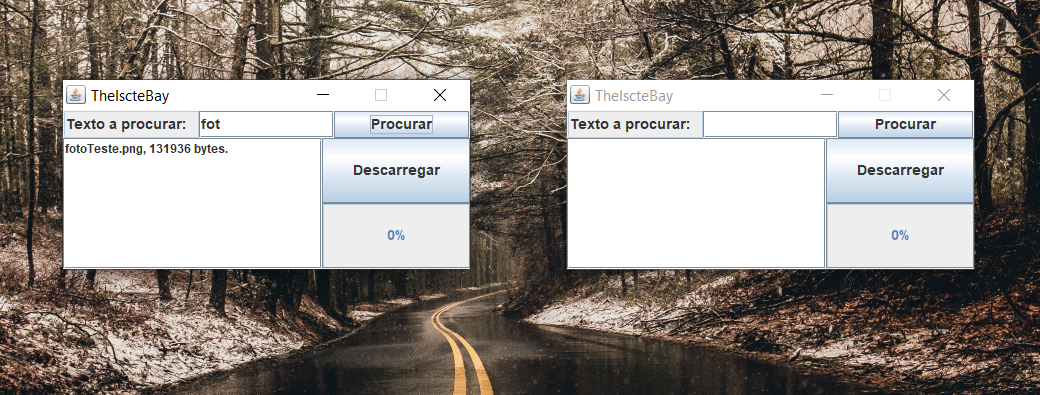 TheIscteBay
Texto a procurar: fot Procurar
fotoTeste.png, 131936 bytes.
Descarregar
0%
TheIscteBay
Texto a procurar: Procurar
Descarregar
0%